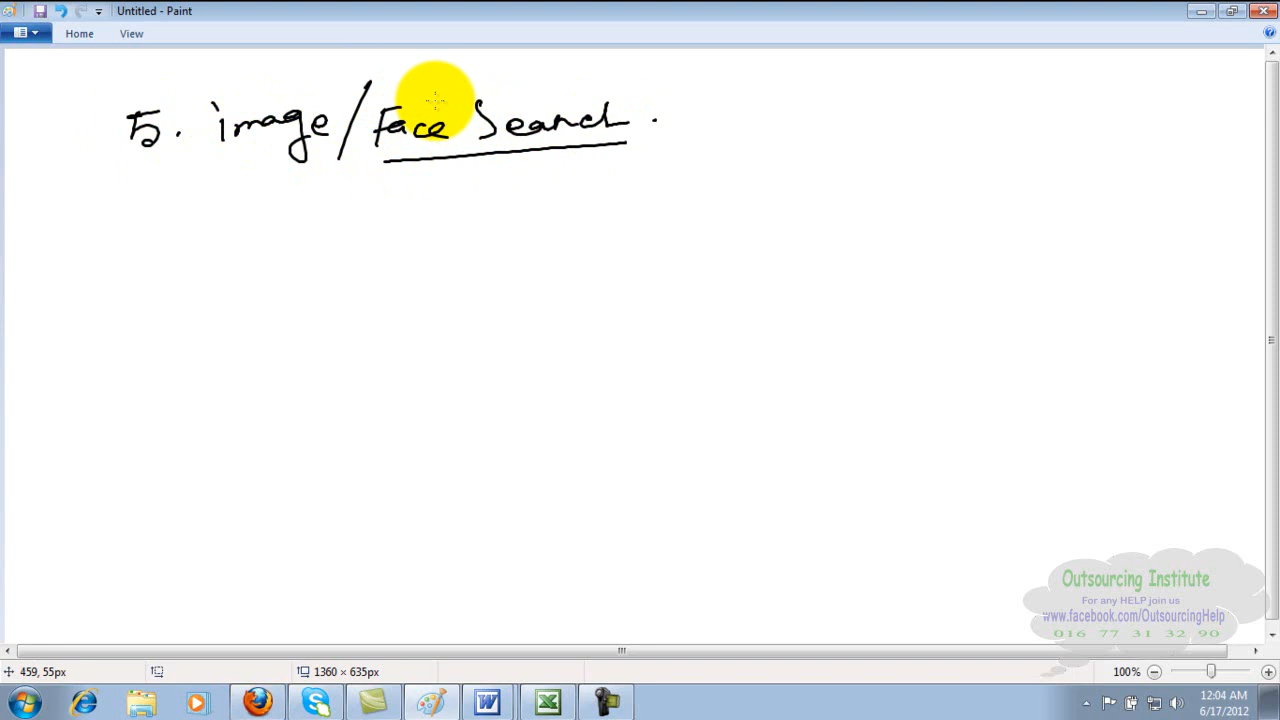 Untitled - Paint
Home View
5. image/Face Search.
Outsourcing Institute
For any HELP join us
www.facebook.com/OutsourcingHelp
016 77 31 32 90
459, 55px
1360 × 635px
100%
12:04 AM
6/17/2012